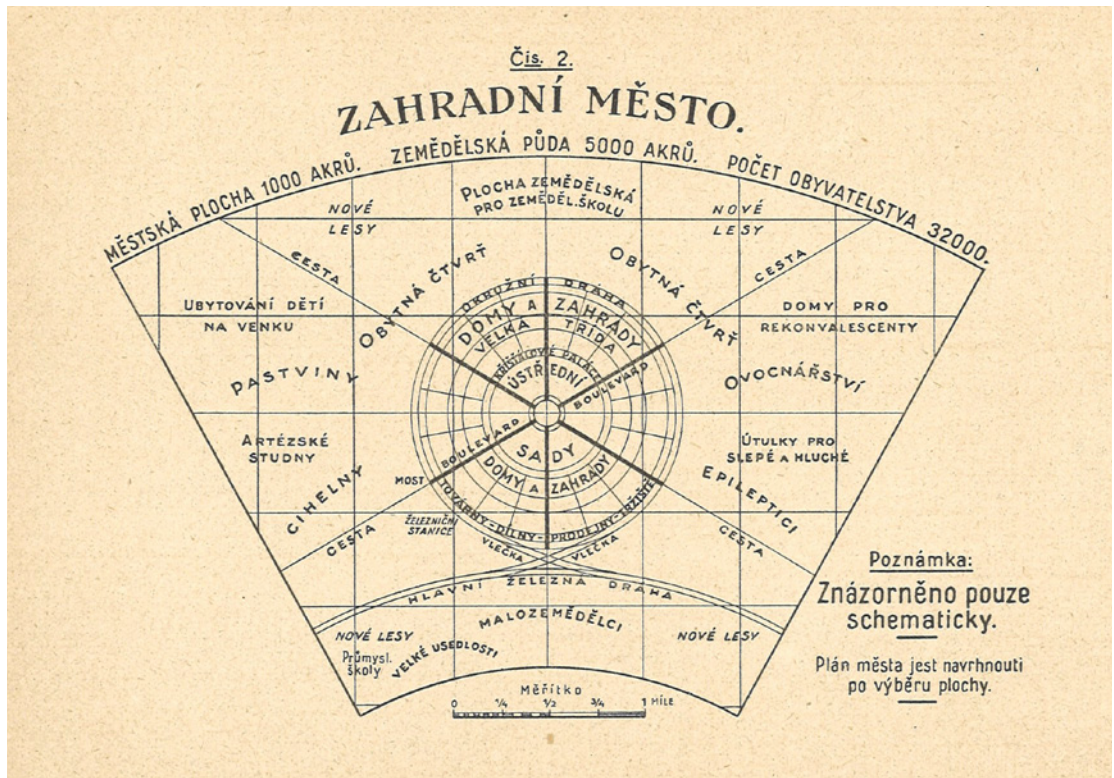 Čís. 2.
ZAHRADNÍ MĚSTO.
MĚSTSKÁ PLOCHA 1000 AKRŮ. ZEMĚDĚLSKÁ PŮDA 5000 AKRŮ. POČET OBYVATELSTVA 32000.
PLOCHA ZEMĚDĚLSKÁ
PRO ZEMĚDĚL. ŠKOLU
NOVÉ
LESY
NOVÉ
LESY
CESTA
CESTA
OBYTNÁ ČTVRŤ
OBYTNÁ ČTVRŤ
OKRUŽNÍ DRÁHA
UBYTOVÁNÍ DĚTÍ
NA VENKU
DOMY A ZAHRADY
DOMY PRO
REKONVALESCENTY
VELKÁ TŘÍDA
KŘIŠŤÁLOVÉ PALÁCE
ÚSTŘEDNÍ
PASTVINY
BOULEVARD
OVOCNÁŘSTVÍ
ARTÉZSKÉ
STUDNY
BOULEVARD
SADY
ÚTULKY PRO
SLEPÉ A HLUCHÉ
DOMY A ZAHRADY
MOST
CIHELNY
EPILEPTICI
TOVÁRNY-DÍLNY-PRODEJNY-TRŽIŠTĚ
ŽELEZNIČNÍ
STANICE
CESTA
CESTA
VLEČKA
VLEČKA
HLAVNÍ ŽELEZNÁ DRÁHA
MALOZEMĚDĚLCI
NOVÉ LESY
NOVÉ LESY
Průmysl.
školy
VELKÉ USEDLOSTI
Měřítko
0 1/4 1/2 3/4 1 MÍLE
Poznámka:
Znázorněno pouze
schematicky.
Plán města jest navrhnouti
po výběru plochy.